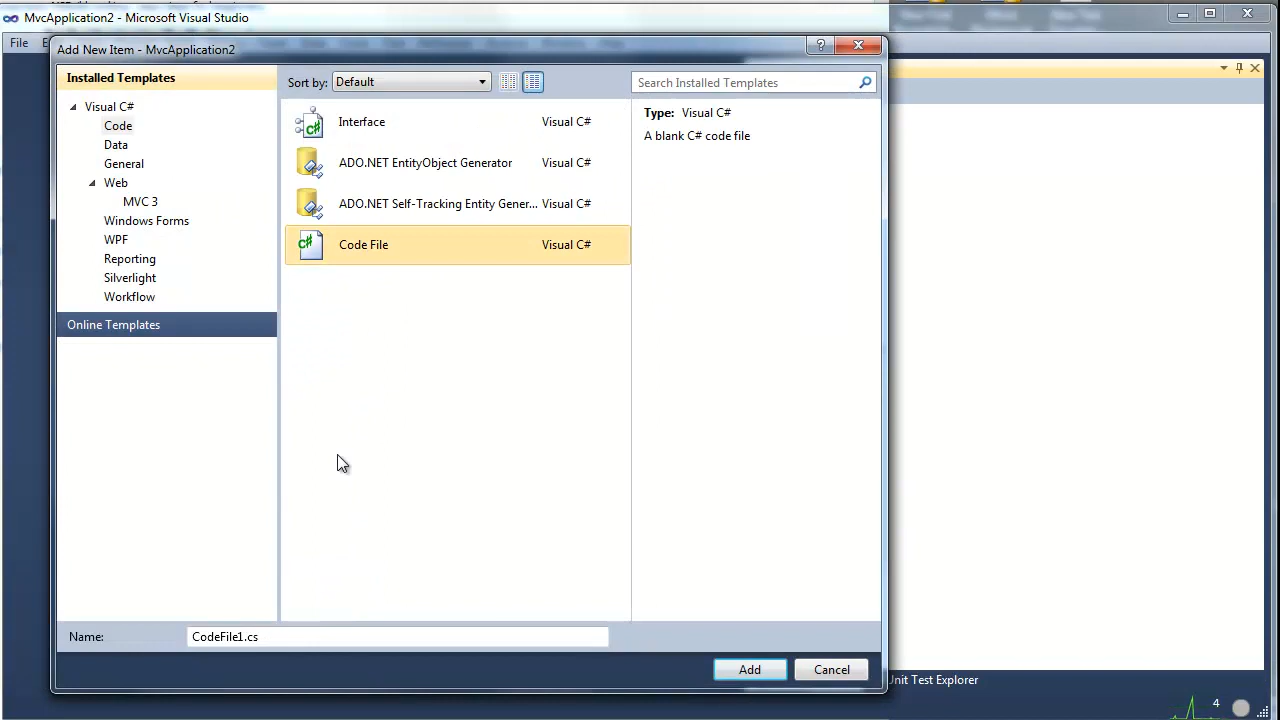 MvcApplication2 - Microsoft Visual Studio
File
Add New Item - MvcApplication2
Installed Templates
Sort by: Default
Search Installed Templates
Visual C#
Code
Data
General
Web
MVC 3
Windows Forms
WPF
Reporting
Silverlight
Workflow
Online Templates
Interface Visual C#
ADO.NET EntityObject Generator Visual C#
ADO.NET Self-Tracking Entity Gener... Visual C#
Code File Visual C#
Type: Visual C#
A blank C# code file
Name: CodeFile1.cs
Add Cancel
Unit Test Explorer
4